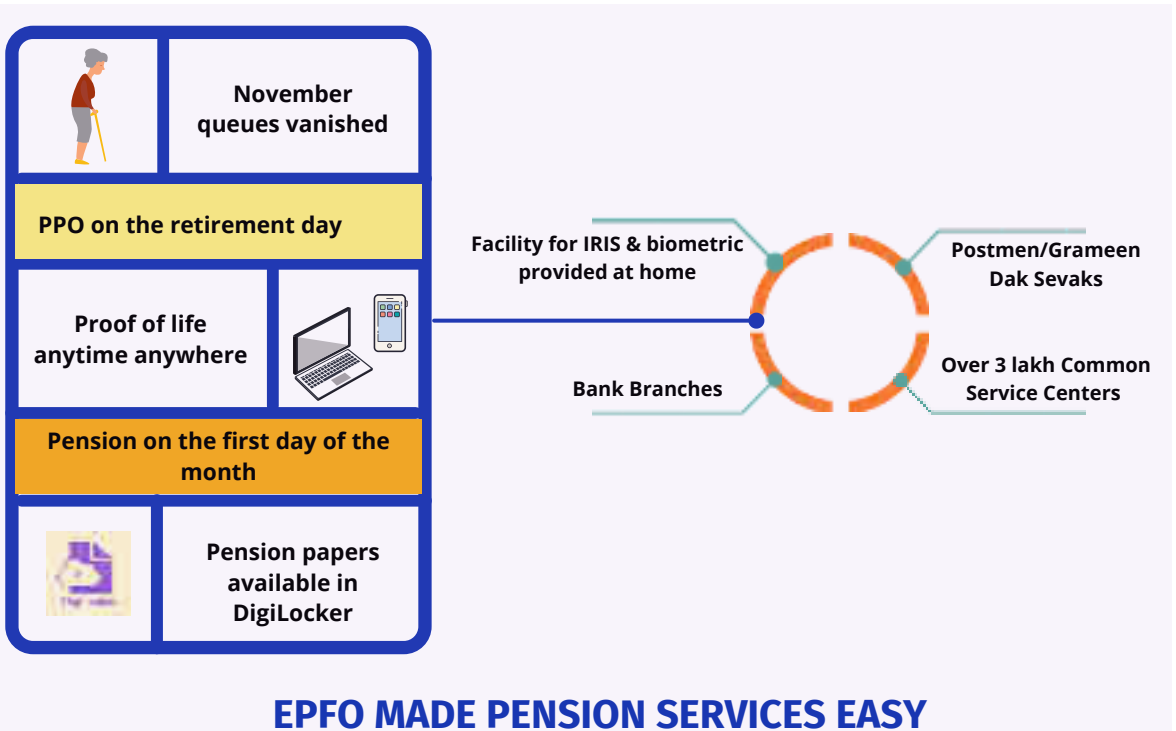 November
queues vanished
PPO on the retirement day
Proof of life
anytime anywhere
Pension on the first day of the
month
Pension papers
available in
DigiLocker
Facility for IRIS & biometric
provided at home
Postmen/Grameen
Dak Sevaks
Bank Branches
Over 3 lakh Common
Service Centers
EPFO MADE PENSION SERVICES EASY